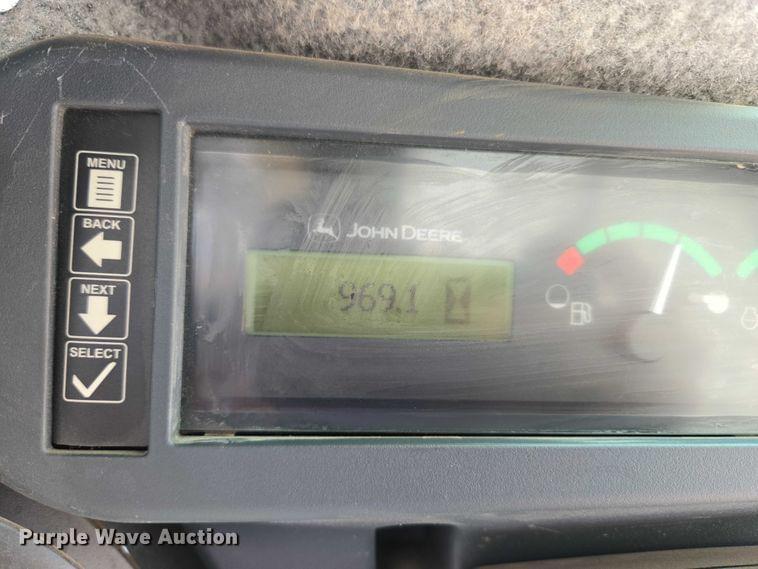 MENU
BACK
NEXT
SELECT
JOHN DEERE
969.1
Purple Wave Auction®